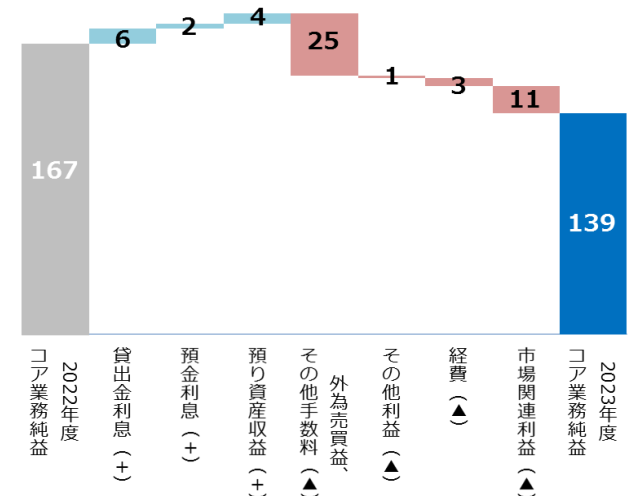 6
2
4
25
1
3
11
167
139
2022年度
コア業務純益
貸出金利息（+）
預金利息（+）
預り資産収益（+）
外為売買益、
その他手数料（▲）
その他利益（▲）
経費（▲）
市場関連利益（▲）
2023年度
コア業務純益